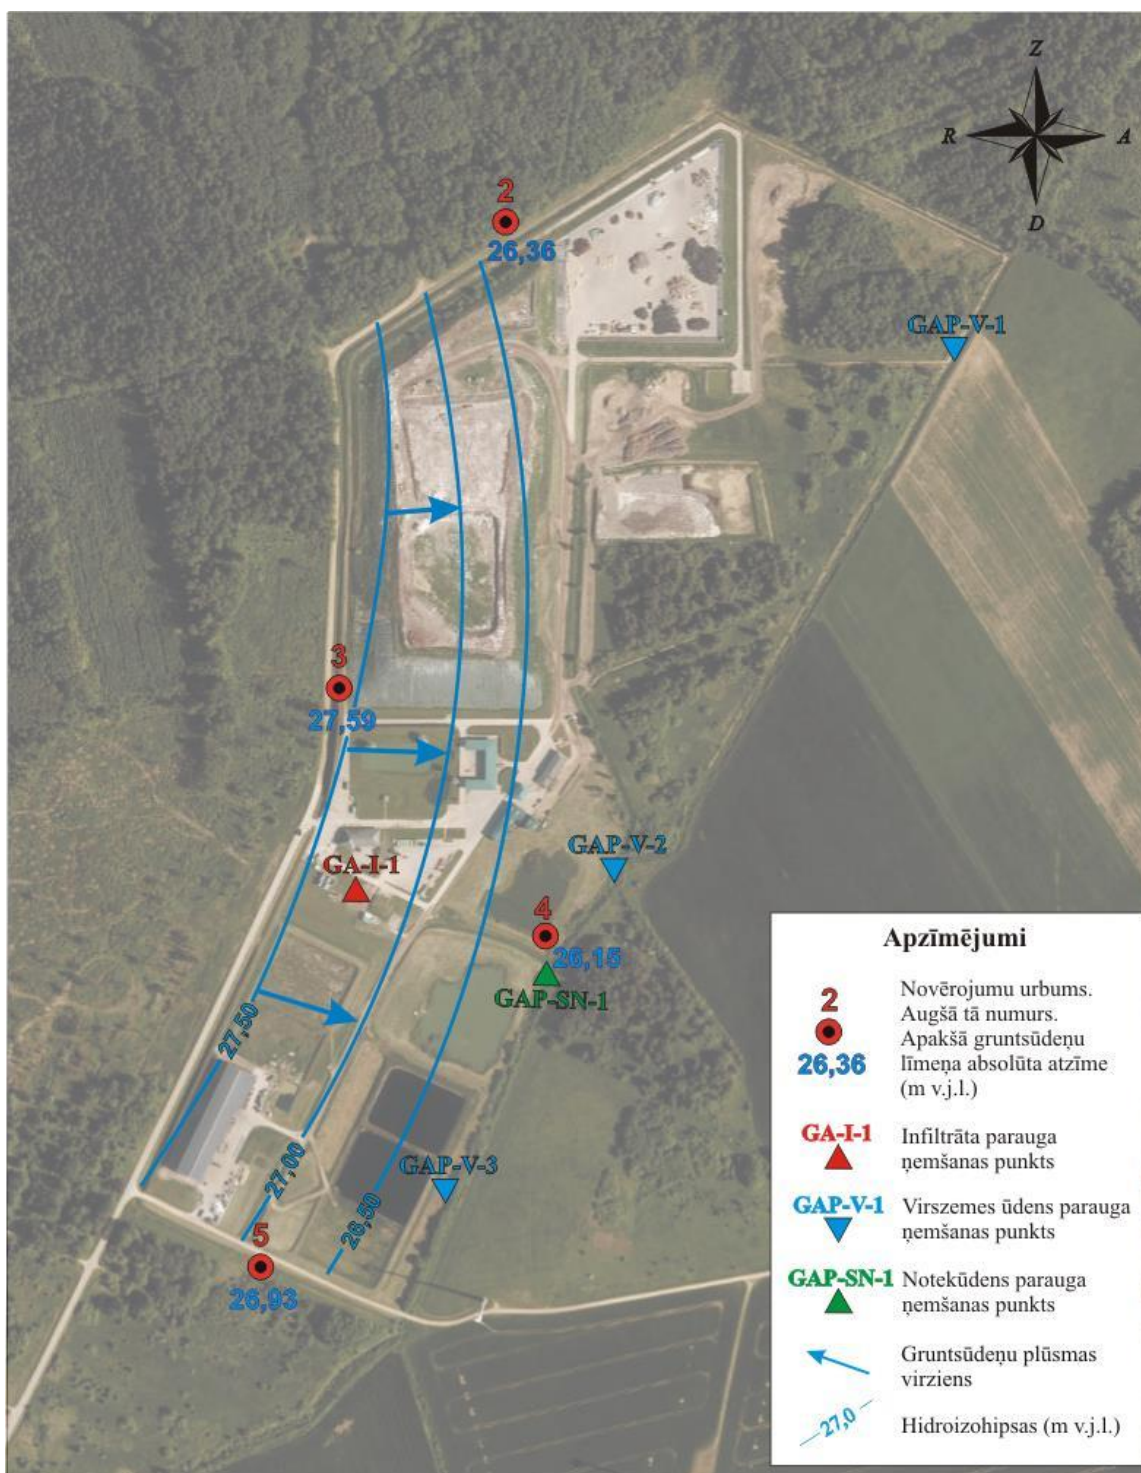 Z
R
A
D
2
26,36
GAP-V-1
3
27,59
GAP-V-2
GA-I-1
4
26,15
GAP-SN-1
27,50
GAP-V-3
27,00
26,50
5
26,93
Apzīmējumi
2
26,36
Novērojumu urbums.
Augšā tā numurs.
Apakšā gruntsūdeņu
līmeņa absolūta atzīme
(m v.j.l.)
GA-I-1
Infiltrāta parauga
ņemšanas punkts
GAP-V-1
Virszemes ūdens parauga
ņemšanas punkts
GAP-SN-1
Notekūdens parauga
ņemšanas punkts
Gruntsūdeņu plūsmas
virziens
27,0
Hidroizohipsas (m v.j.l.)